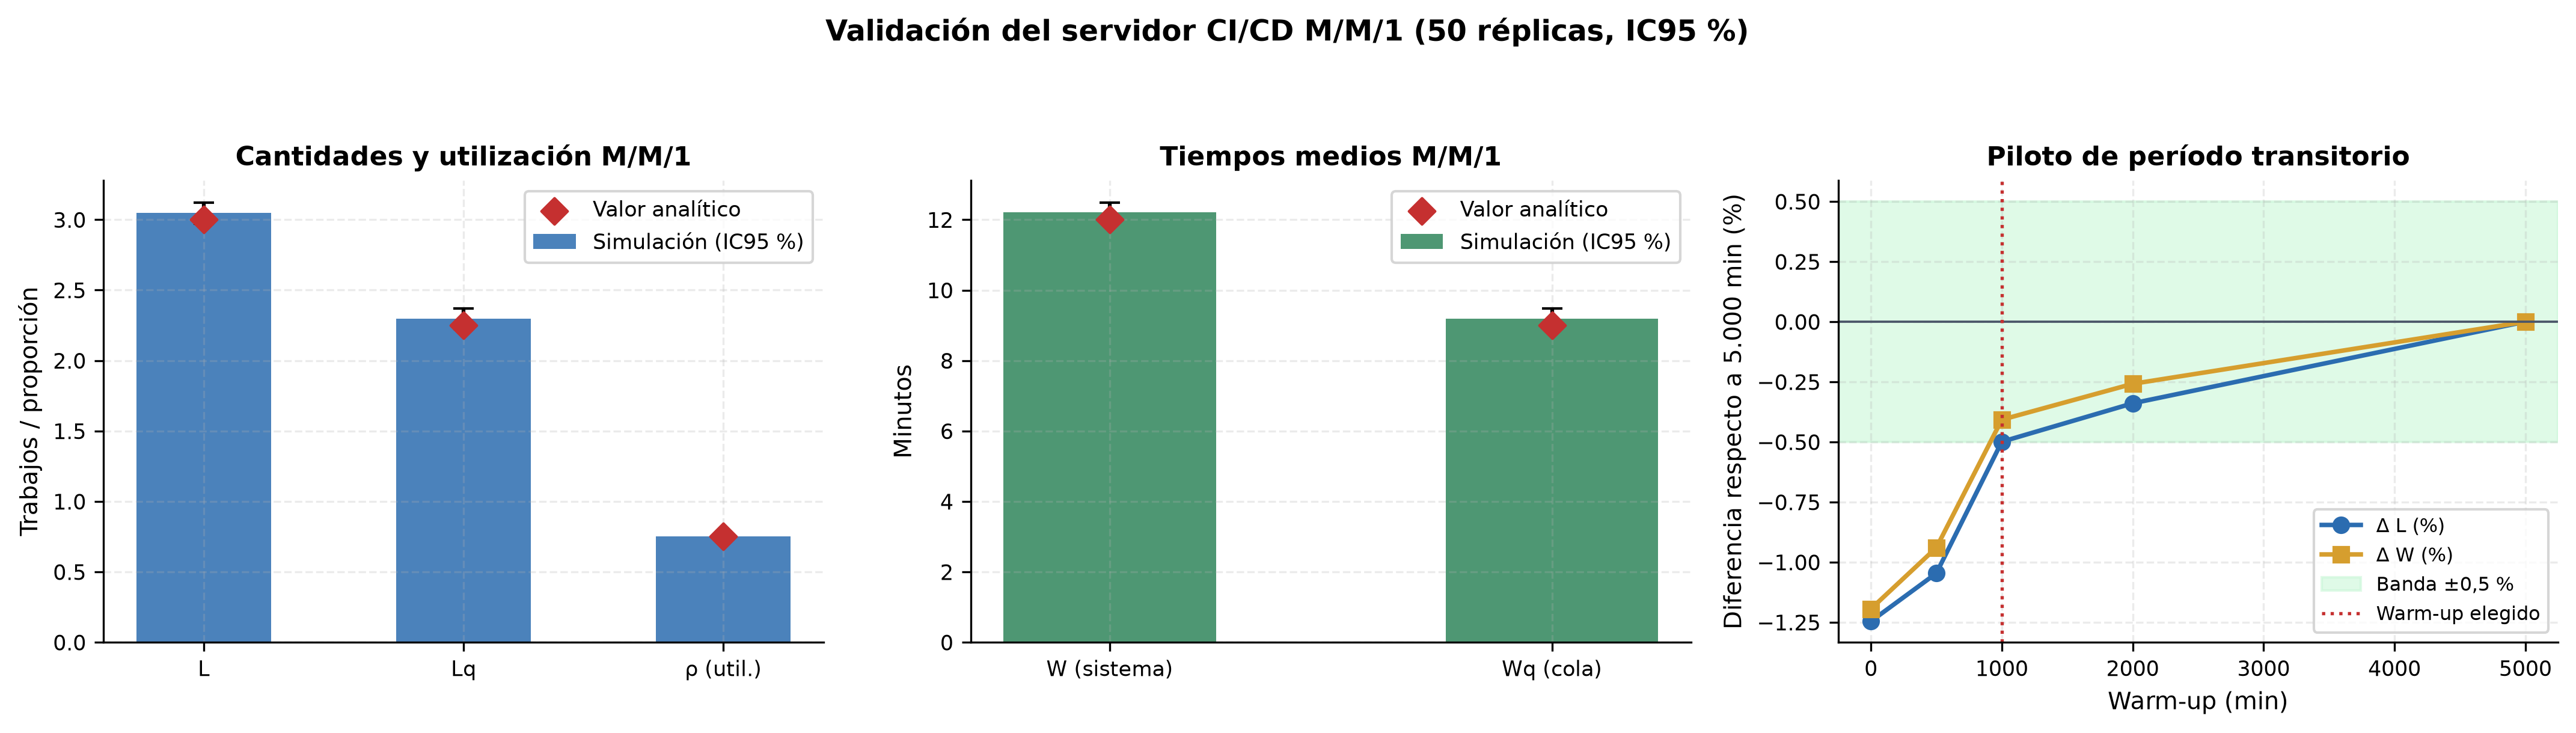 Validación del servidor CI/CD M/M/1 (50 réplicas, IC95 %)
Cantidades y utilización M/M/1
Trabajos / proporción
3.0
2.5
2.0
1.5
1.0
0.5
0.0
Valor analítico
Simulación (IC95 %)
L
Lq
ρ (util.)
Tiempos medios M/M/1
Minutos
12
10
8
6
4
2
0
Valor analítico
Simulación (IC95 %)
W (sistema)
Wq (cola)
Piloto de período transitorio
Diferencia respecto a 5.000 min (%)
0.50
0.25
0.00
−0.25
−0.50
−0.75
−1.00
−1.25
Δ L (%)
Δ W (%)
Banda ±0,5 %
Warm-up elegido
0
1000
2000
3000
4000
5000
Warm-up (min)